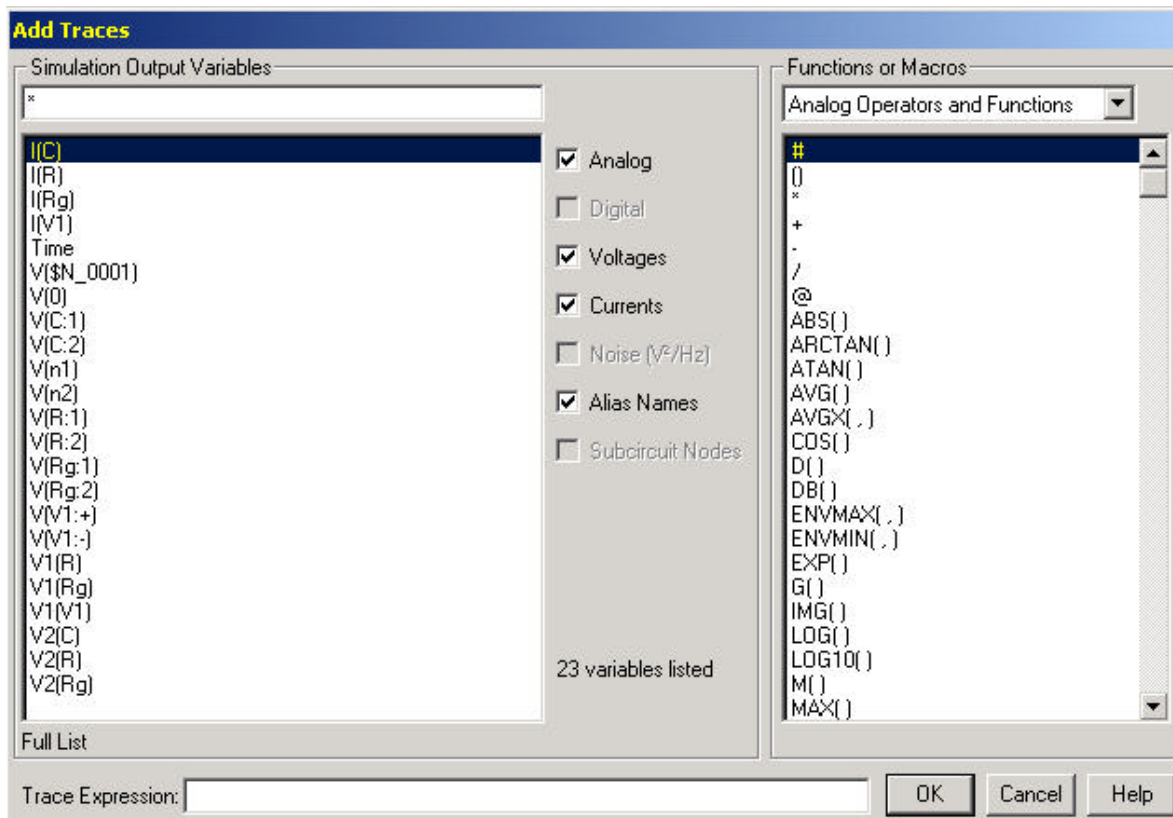 Add Traces
Simulation Output Variables
*
I(C)
I(R)
I(Rg)
I(V1)
Time
V($N_0001)
V(0)
V(C:1)
V(C:2)
V(n1)
V(n2)
V(R:1)
V(R:2)
V(Rg:1)
V(Rg:2)
V(V1:+)
V(V1:-)
V1(R)
V1(Rg)
V1(V1)
V2(C)
V2(R)
V2(Rg)
Full List
Analog
Digital
Voltages
Currents
Noise (V²/Hz)
Alias Names
Subcircuit Nodes
23 variables listed
Functions or Macros
Analog Operators and Functions
#
()
*
+
-
/
@
ABS( )
ARCTAN( )
ATAN( )
AVG( )
AVGX( , )
COS( )
D( )
DB( )
ENVMAX( , )
ENVMIN( , )
EXP( )
G( )
IMG( )
LOG( )
LOG10( )
M( )
MAX( )
Trace Expression:
OK
Cancel
Help